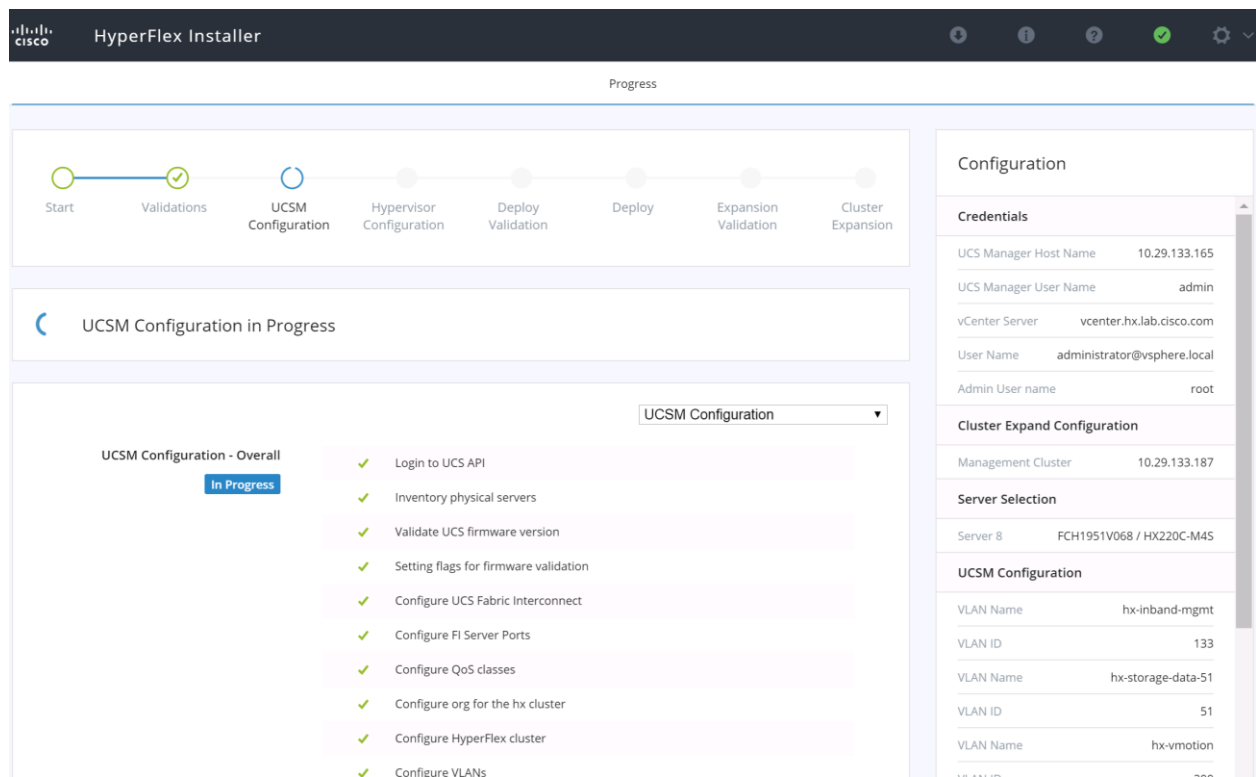 CISCO
HyperFlex Installer
Progress
Start
Validations
UCSM Configuration
Hypervisor Configuration
Deploy Validation
Deploy
Expansion Validation
Cluster Expansion
UCSM Configuration in Progress
UCSM Configuration
UCSM Configuration - Overall
In Progress
Login to UCS API
Inventory physical servers
Validate UCS firmware version
Setting flags for firmware validation
Configure UCS Fabric Interconnect
Configure FI Server Ports
Configure QoS classes
Configure org for the hx cluster
Configure HyperFlex cluster
Configure VLANs
Configuration
Credentials
UCS Manager Host Name 10.29.133.165
UCS Manager User Name admin
vCenter Server vcenter.hx.lab.cisco.com
User Name administrator@vsphere.local
Admin User name root
Cluster Expand Configuration
Management Cluster 10.29.133.187
Server Selection
Server 8 FCH1951V068 / HX220C-M4S
UCSM Configuration
VLAN Name hx-inband-mgmt
VLAN ID 133
VLAN Name hx-storage-data-51
VLAN ID 51
VLAN Name hx-vmotion
VLAN ID